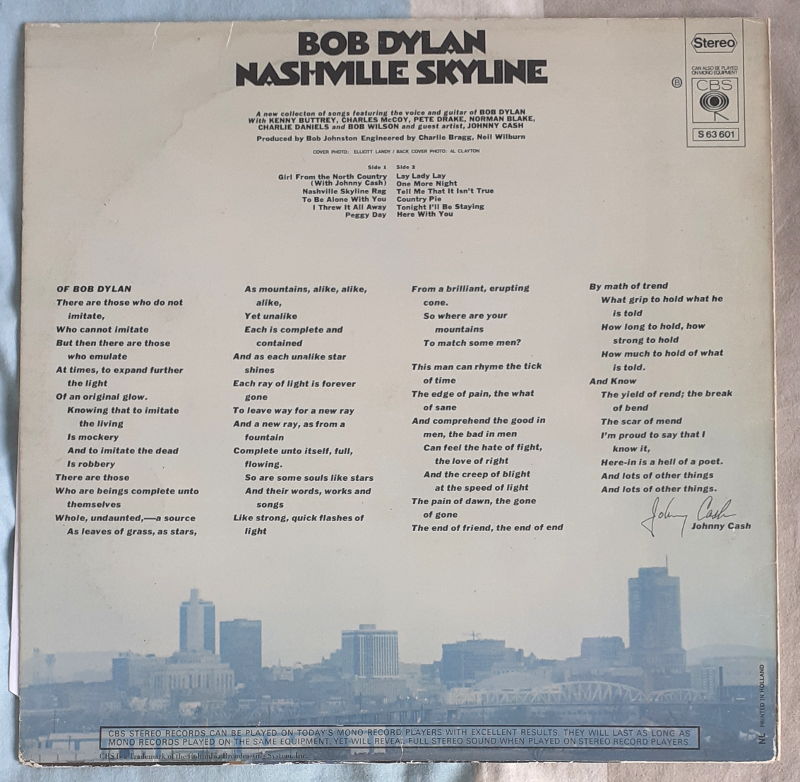 BOB DYLAN
NASHVILLE SKYLINE
Stereo
CAN ALSO BE PLAYED
ON MONO EQUIPMENT
CBS
S 63 601
B
A new collecton of songs featuring the voice and guitar of BOB DYLAN
With KENNY BUTTREY, CHARLES McCOY, PETE DRAKE, NORMAN BLAKE,
CHARLIE DANIELS and BOB WILSON and guest artist, JOHNNY CASH
Produced by Bob Johnston Engineered by Charlie Bragg, Neil Wilburn
COVER PHOTO: ELLIOTT LANDY / BACK COVER PHOTO: AL CLAYTON
Side 1
Girl From the North Country
(With Johnny Cash)
Nashville Skyline Rag
To Be Alone With You
I Threw It All Away
Peggy Day
Side 2
Lay Lady Lay
One More Night
Tell Me That It Isn't True
Country Pie
Tonight I'll Be Staying
Here With You
OF BOB DYLAN
There are those who do not
imitate,
Who cannot imitate
But then there are those
who emulate
At times, to expand further
the light
Of an original glow.
Knowing that to imitate
the living
Is mockery
And to imitate the dead
Is robbery
There are those
Who are beings complete unto
themselves
Whole, undaunted,—a source
As leaves of grass, as stars,
As mountains, alike, alike,
alike,
Yet unalike
Each is complete and
contained
And as each unalike star
shines
Each ray of light is forever
gone
To leave way for a new ray
And a new ray, as from a
fountain
Complete unto itself, full,
flowing.
So are some souls like stars
And their words, works and
songs
Like strong, quick flashes of
light
From a brilliant, erupting
cone.
So where are your
mountains
To match some men?
This man can rhyme the tick
of time
The edge of pain, the what
of sane
And comprehend the good in
men, the bad in men
Can feel the hate of fight,
the love of right
And the creep of blight
at the speed of light
The pain of dawn, the gone
of gone
The end of friend, the end of end
By math of trend
What grip to hold what he
is told
How long to hold, how
strong to hold
How much to hold of what
is told.
And Know
The yield of rend; the break
of bend
The scar of mend
I'm proud to say that I
know it,
Here-in is a hell of a poet.
And lots of other things
And lots of other things.
Johnny Cash
Johnny Cash
CBS STEREO RECORDS CAN BE PLAYED ON TODAY'S MONO RECORD PLAYERS WITH EXCELLENT RESULTS. THEY WILL LAST AS LONG AS
MONO RECORDS PLAYED ON THE SAME EQUIPMENT, YET WILL REVEAL FULL STEREO SOUND WHEN PLAYED ON STEREO RECORD PLAYERS.
CBS is a Trademark of the Columbia Broadcasting System, Inc.
NL PRINTED IN HOLLAND